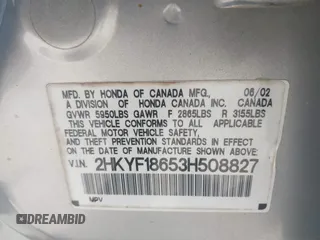 MFD. BY HONDA OF CANADA MFG., 06/02
A DIVISION OF HONDA CANADA INC. CANADA
GVWR 5950LBS GAWR F 2865LBS R 3155LBS
THIS VEHICLE CONFORMS TO ALL APPLICABLE
FEDERAL MOTOR VEHICLE SAFETY
AND THEFT PREVENTION STANDARDS IN EFFECT
ON THE DATE OF MANUFACTURE SHOWN ABOVE.
V.I.N. 2HKYF18653H508827
MPV
BIDHISTORY.ORG